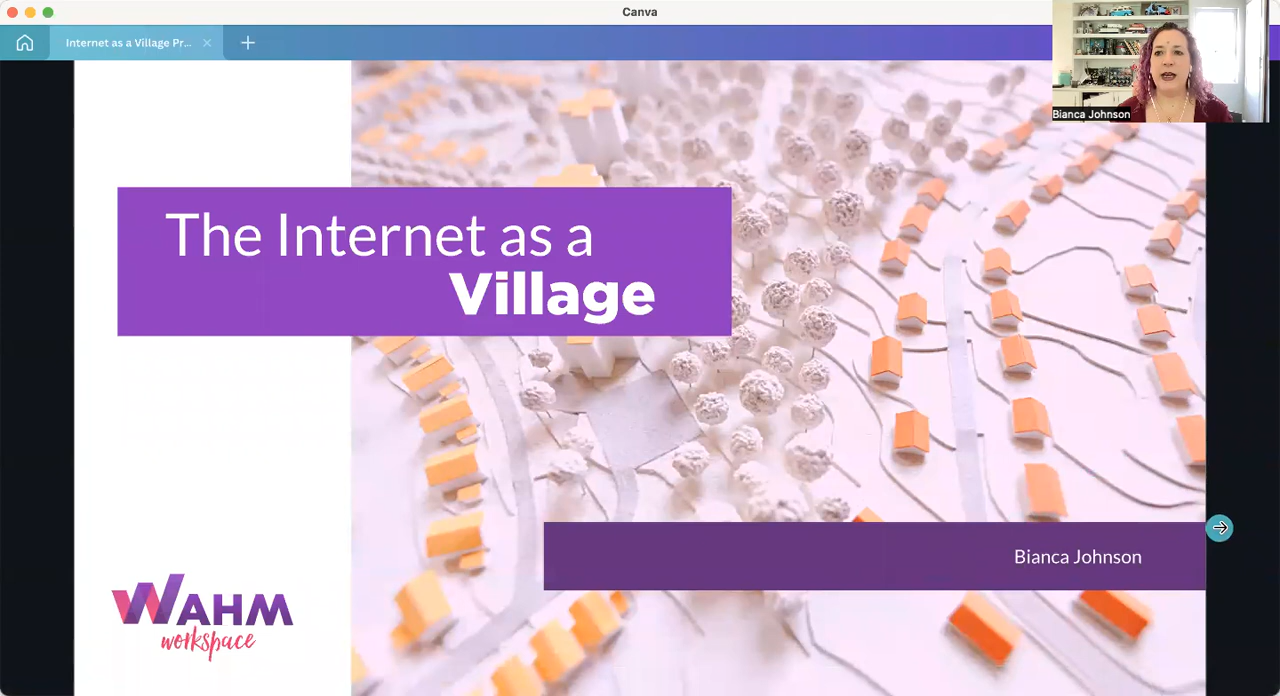 Canva
Internet as a Village Pr...
Bianca Johnson
The Internet as a
Village
Bianca Johnson
WAHM
workspace